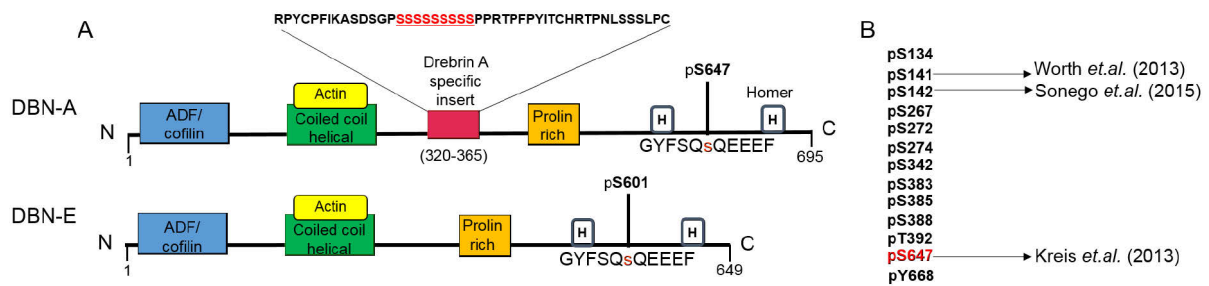 RPYCPFIKASDSGPSSSSSSSSSPPRTPFPYITCHRTPNLSSSLPC
A
Drebrin A
specific
insert
pS647
DBN-A
Actin
Homer
ADF/
cofilin
Coiled coil
helical
Prolin
rich
H
H
N
C
1
(320-365)
GYFSQsQEEEF
695
pS601
DBN-E
Actin
ADF/
cofilin
Coiled coil
helical
Prolin
rich
H
H
N
C
1
GYFSQsQEEEF
649
B
pS134
pS141
Worth et.al. (2013)
pS142
Sonego et.al. (2015)
pS267
pS272
pS274
pS342
pS383
pS385
pS388
pT392
pS647
Kreis et.al. (2013)
pY668